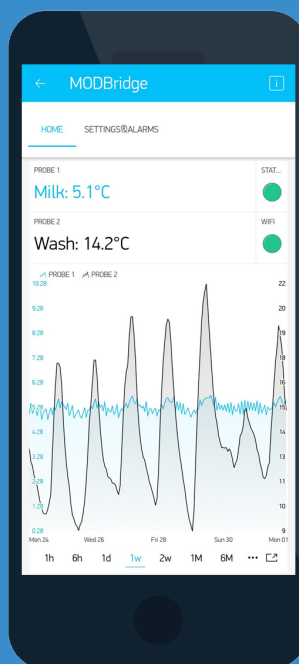 ← MODBridge i
HOME SETTINGS&ALARMS
PROBE 1 STAT...
Milk: 5.1°C
PROBE 2 WIFI
Wash: 14.2°C
PROBE 1 PROBE 2
10.28 22
9.28 20
8.28 19
7.28 18
6.28 16
5.28 15
4.28 14
3.28 13
2.28 11
1.28 10
0.28 9
Mon 24 Wed 26 Fri 28 Sun 30 Mon 01
1h 6h 1d 1w 2w 1M 6M •••